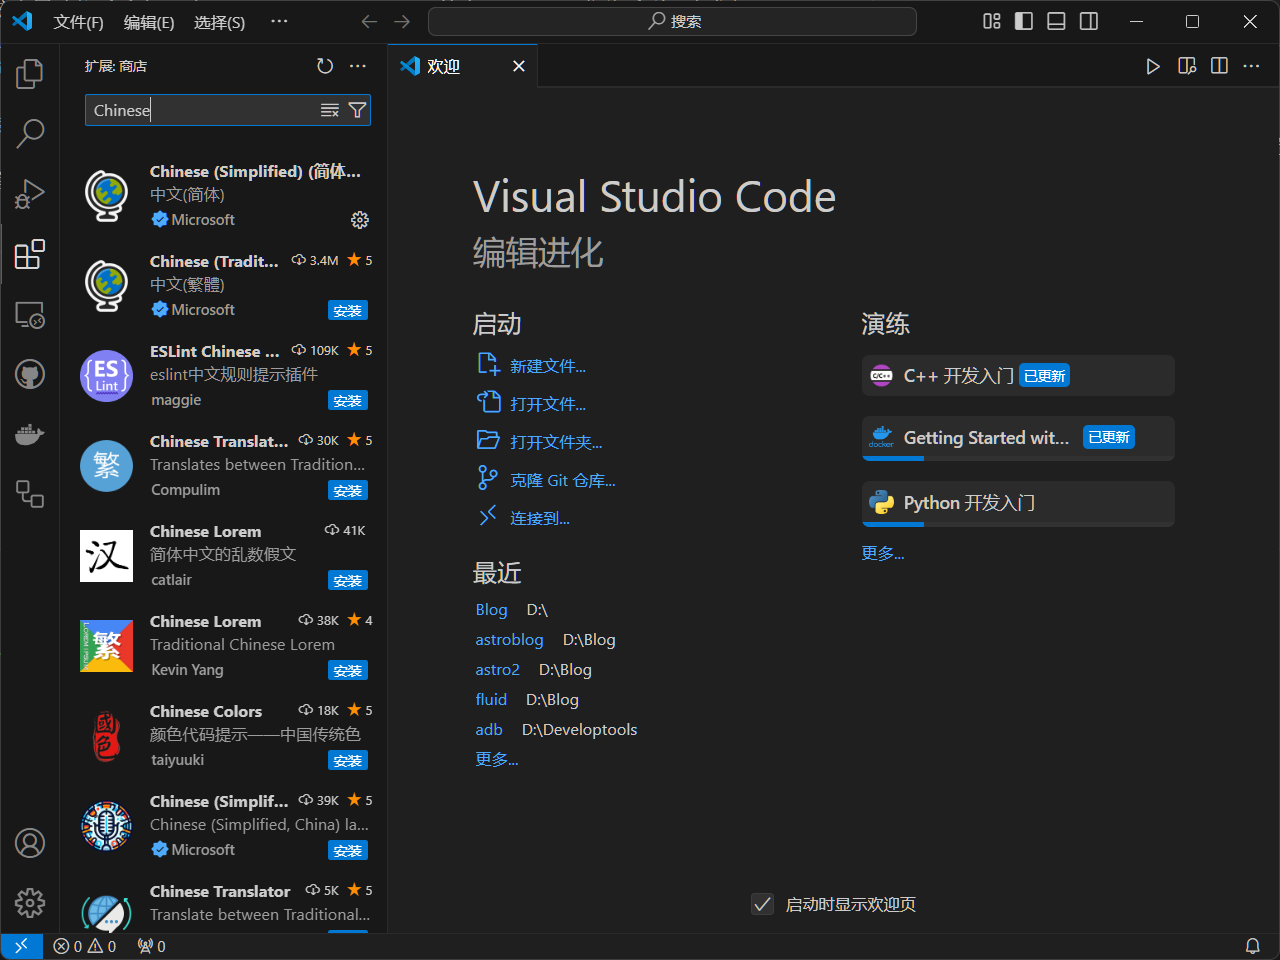 文件(F) 编辑(E) 选择(S) ··· 搜索
扩展: 商店
Chinese
Chinese (Simplified) (简体...
中文(简体)
Microsoft
Chinese (Tradit... 3.4M 5
中文(繁體)
Microsoft 安装
{ES}
Lint
ESLint Chinese ... 109K 5
eslint中文规则提示插件
maggie 安装
繁
Chinese Translat... 30K 5
Translates between Tradition...
Compulim 安装
汉
Chinese Lorem 41K
简体中文的乱数假文
catlair 安装
LOREM IPSUM
繁
Chinese Lorem 38K 4
Traditional Chinese Lorem
Kevin Yang 安装
國色
Chinese Colors 18K 5
颜色代码提示——中国传统色
taiyuuki 安装
Chinese (Simplif... 39K 5
Chinese (Simplified, China) la...
Microsoft 安装
Chinese Translator 5K 5
Translate between Traditional...
欢迎
Visual Studio Code
编辑进化
启动
新建文件...
打开文件...
打开文件夹...
克隆 Git 仓库...
连接到...
最近
Blog D:\
astroblog D:\Blog
astro2 D:\Blog
fluid D:\Blog
adb D:\Developtools
更多...
演练
C/C++ C++ 开发入门 已更新
docker Getting Started wit... 已更新
Python 开发入门
更多...
启动时显示欢迎页
0 0 0